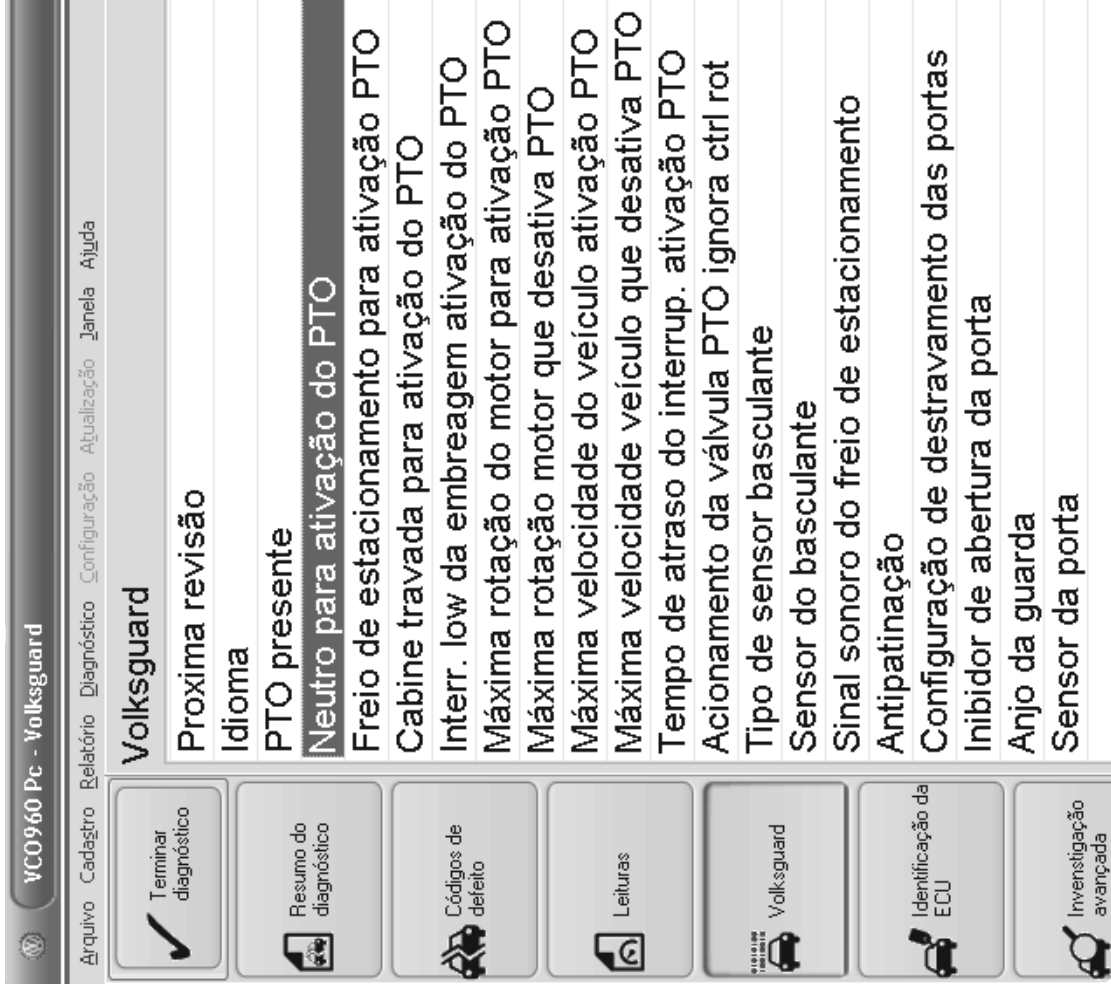 VCO960 Pc - Volksguard
Arquivo Cadastro Relatório Diagnóstico Configuração Atualização Janela Ajuda
Terminar
diagnóstico
Resumo do
diagnóstico
Códigos de
defeito
Leituras
Volksguard
Identificação da
ECU
Invenstigação
avançada
Volksguard
Proxima revisão
Idioma
PTO presente
Neutro para ativação do PTO
Freio de estacionamento para ativação PTO
Cabine travada para ativação do PTO
Interr. low da embreagem ativação do PTO
Máxima rotação do motor para ativação PTO
Máxima rotação motor que desativa PTO
Máxima velocidade do veículo ativação PTO
Máxima velocidade veículo que desativa PTO
Tempo de atraso do interrup. ativação PTO
Acionamento da válvula PTO ignora ctrl rot
Tipo de sensor basculante
Sensor do basculante
Sinal sonoro do freio de estacionamento
Antipatinação
Configuração de destravamento das portas
Inibidor de abertura da porta
Anjo da guarda
Sensor da porta